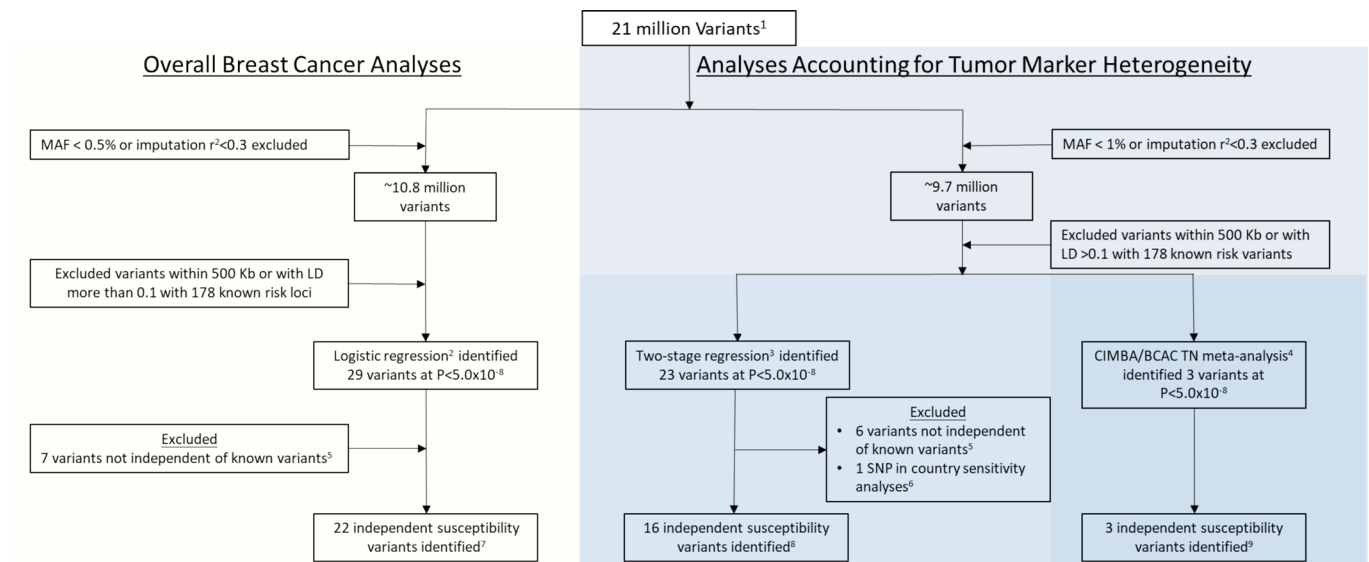 21 million Variants¹
Overall Breast Cancer Analyses
Analyses Accounting for Tumor Marker Heterogeneity
MAF < 0.5% or imputation r²<0.3 excluded
MAF < 1% or imputation r²<0.3 excluded
~10.8 million
variants
~9.7 million
variants
Excluded variants within 500 Kb or with
LD >0.1 with 178 known risk variants
Excluded variants within 500 Kb or with LD
more than 0.1 with 178 known risk loci
Logistic regression² identified
29 variants at P<5.0x10⁻⁸
Two-stage regression³ identified
23 variants at P<5.0x10⁻⁸
CIMBA/BCAC TN meta-analysis⁴
identified 3 variants at
P<5.0x10⁻⁸
Excluded
7 variants not independent of known variants⁵
Excluded
• 6 variants not independent
of known variants⁵
• 1 SNP in country sensitivity
analyses⁶
22 independent susceptibility
variants identified⁷
16 independent susceptibility
variants identified⁸
3 independent susceptibility
variants identified⁹